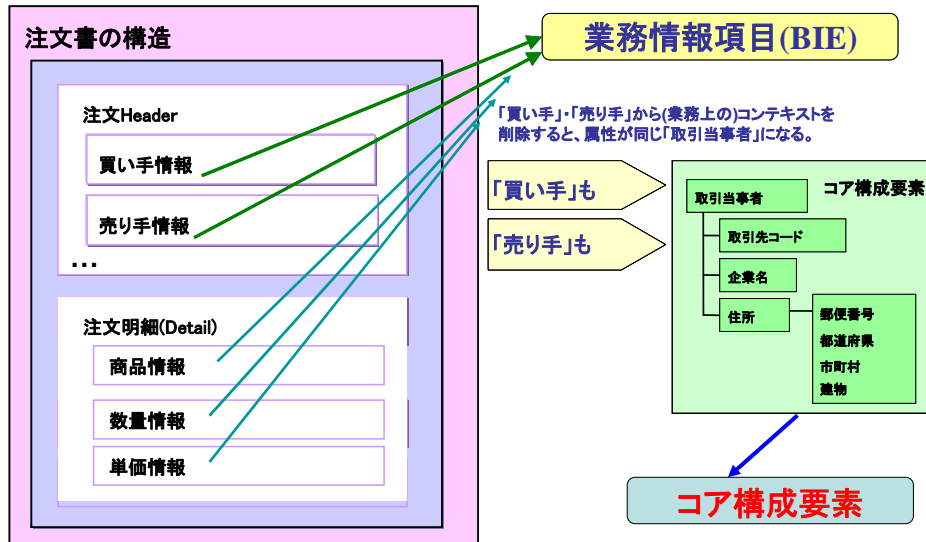 注文書の構造
注文Header
買い手情報
売り手情報
...
注文明細(Detail)
商品情報
数量情報
単価情報
業務情報項目(BIE)
「買い手」・「売り手」から(業務上の)コンテキストを
削除すると、属性が同じ「取引当事者」になる。
「買い手」も
「売り手」も
コア構成要素
取引当事者
取引先コード
企業名
住所
郵便番号
都道府県
市町村
建物
コア構成要素